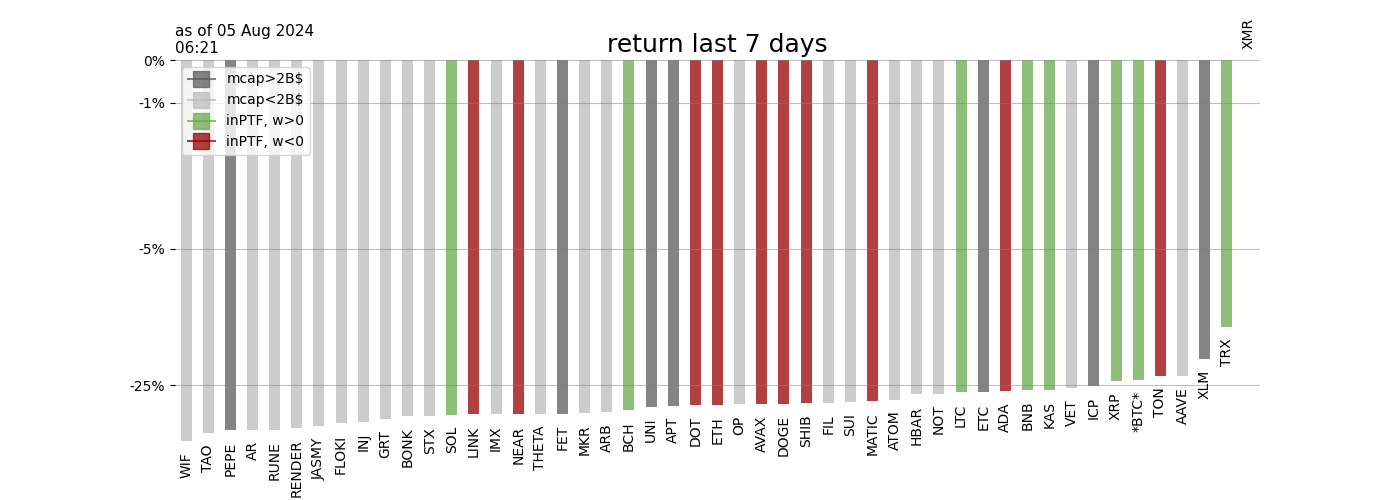 as of 05 Aug 2024
06:21
return last 7 days
XMR
0%
-1%
-5%
-25%
mcap>2B$
mcap<2B$
inPTF, w>0
inPTF, w<0
WIF
TAO
PEPE
AR
RUNE
RENDER
JASMY
FLOKI
INJ
GRT
BONK
STX
SOL
LINK
IMX
NEAR
THETA
FET
MKR
ARB
BCH
UNI
APT
DOT
ETH
OP
AVAX
DOGE
SHIB
FIL
SUI
MATIC
ATOM
HBAR
NOT
LTC
ETC
ADA
BNB
KAS
VET
ICP
XRP
*BTC*
TON
AAVE
XLM
TRX